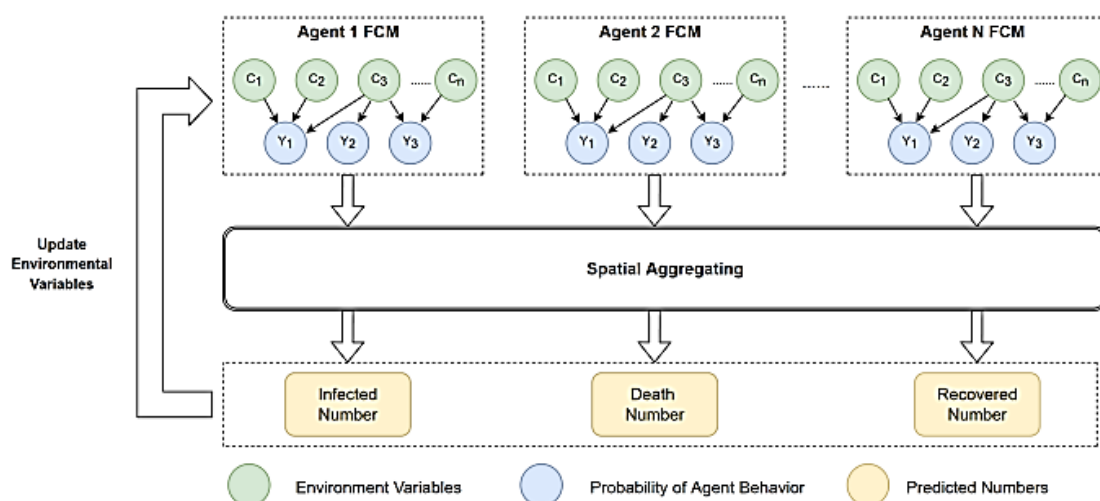 Agent 1 FCM
Agent 2 FCM
Agent N FCM
C1 C2 C3 ...... Cn
C1 C2 C3 ...... Cn
C1 C2 C3 ...... Cn
......
Y1 Y2 Y3
Y1 Y2 Y3
Y1 Y2 Y3
Update
Environmental
Variables
Spatial Aggregating
Infected
Number
Death
Number
Recovered
Number
Environment Variables
Probability of Agent Behavior
Predicted Numbers